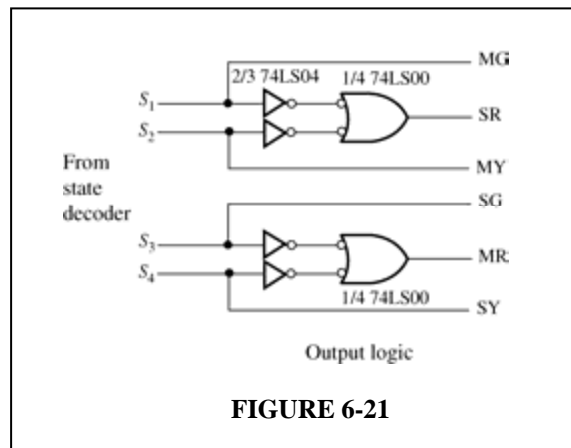 MG
2/3 74LS04 1/4 74LS00
S1
SR
S2
From
state
decoder
MY
SG
S3
MR
S4
1/4 74LS00
SY
Output logic
FIGURE 6-21